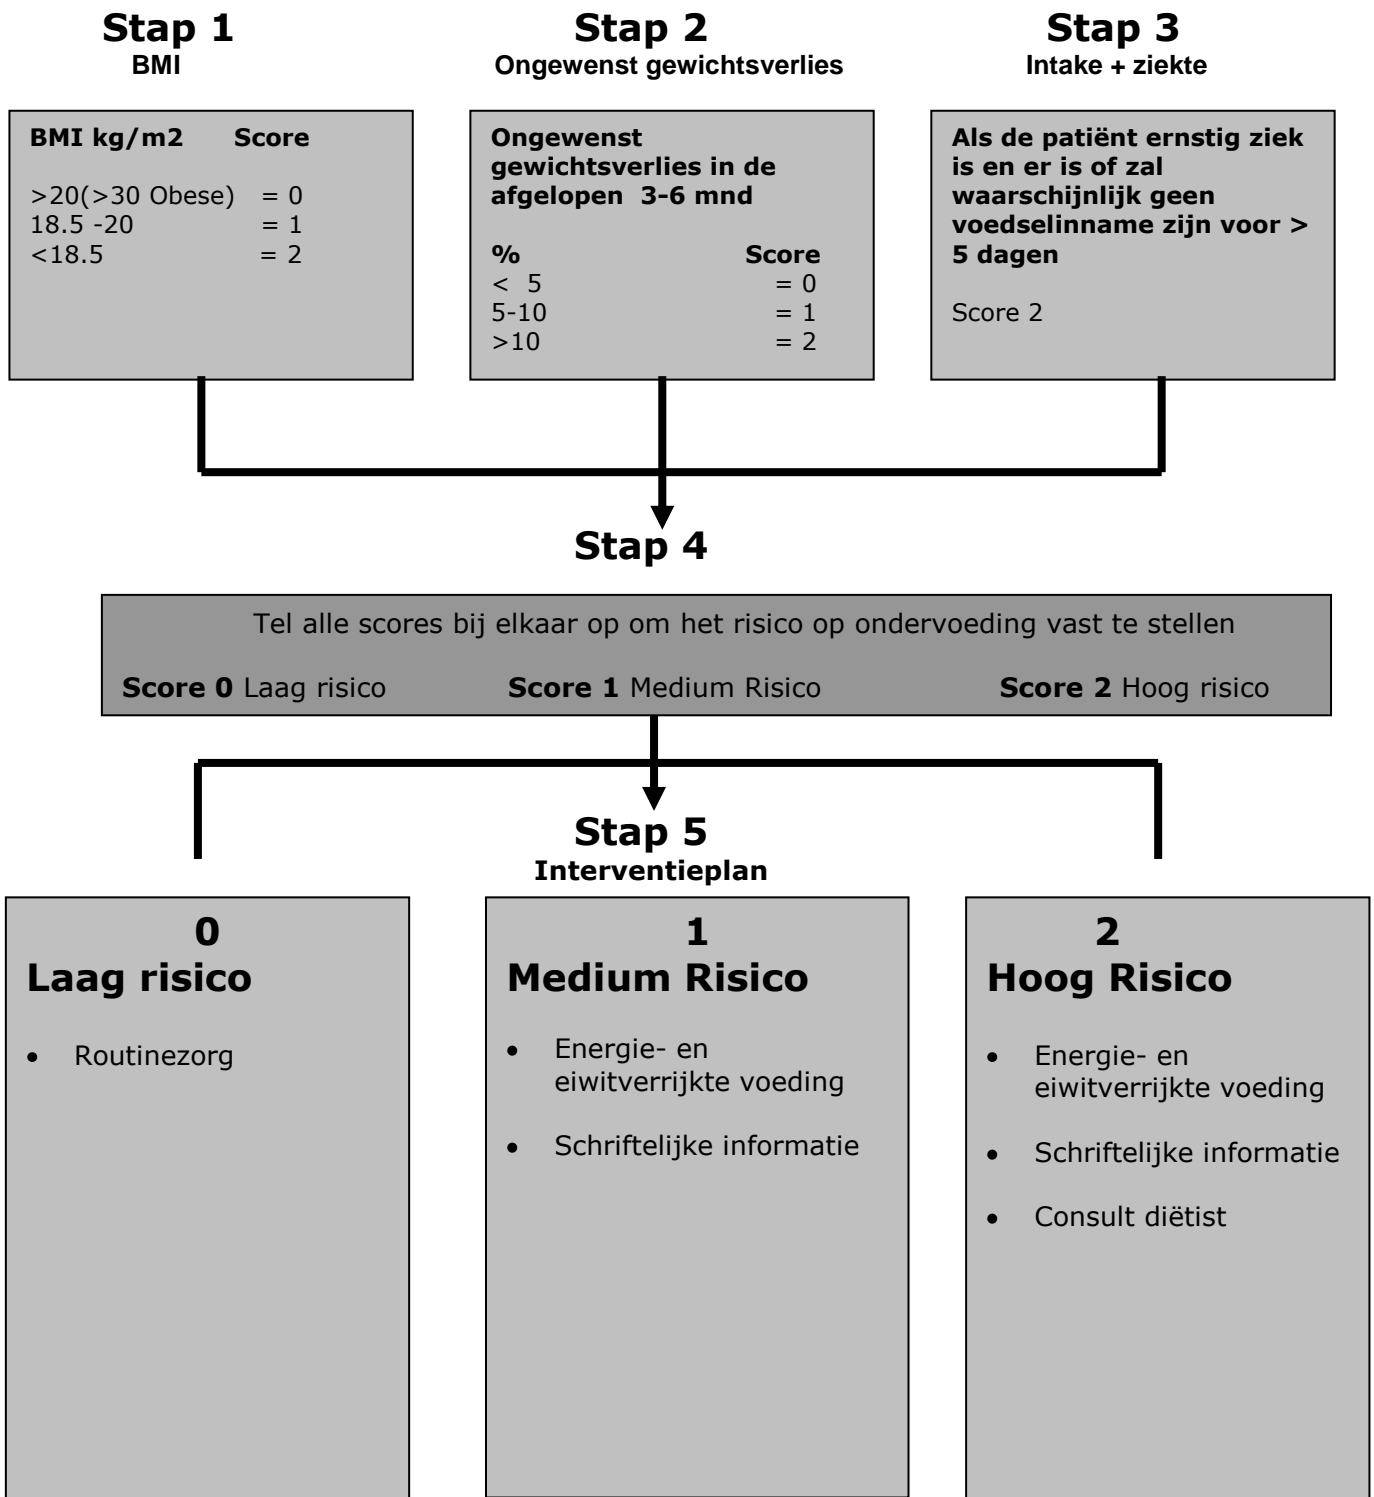 Stap 1
BMI
BMI kg/m2 Score
>20(>30 Obese) = 0
18.5 -20 = 1
<18.5 = 2
Stap 2
Ongewenst gewichtsverlies
Ongewenst
gewichtsverlies in de
afgelopen 3-6 mnd
% Score
< 5 = 0
5-10 = 1
>10 = 2
Stap 3
Intake + ziekte
Als de patiënt ernstig ziek
is en er is of zal
waarschijnlijk geen
voedselinname zijn voor >
5 dagen
Score 2
Stap 4
Tel alle scores bij elkaar op om het risico op ondervoeding vast te stellen
Score 0 Laag risico Score 1 Medium Risico Score 2 Hoog risico
Stap 5
Interventieplan
0
Laag risico
• Routinezorg
1
Medium Risico
• Energie- en
eiwitverrijkte voeding
• Schriftelijke informatie
2
Hoog Risico
• Energie- en
eiwitverrijkte voeding
• Schriftelijke informatie
• Consult diëtist